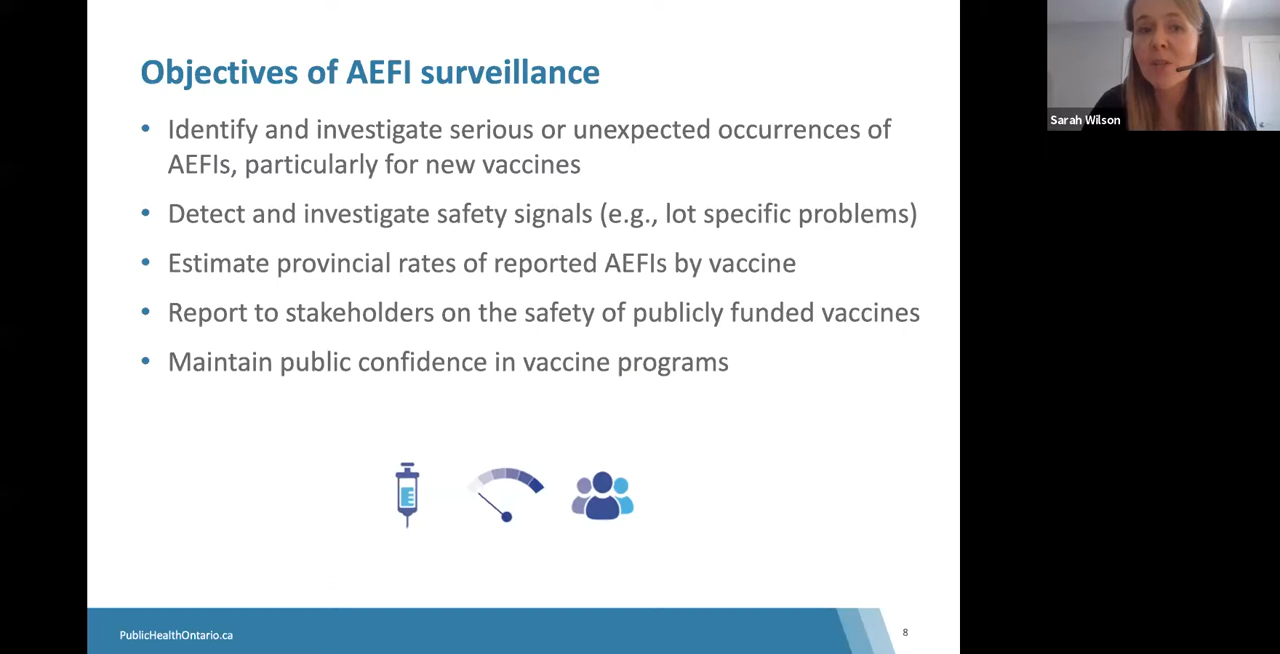 Objectives of AEFI surveillance
• Identify and investigate serious or unexpected occurrences of
AEFIs, particularly for new vaccines
• Detect and investigate safety signals (e.g., lot specific problems)
• Estimate provincial rates of reported AEFIs by vaccine
• Report to stakeholders on the safety of publicly funded vaccines
• Maintain public confidence in vaccine programs
PublicHealthOntario.ca
8
Sarah Wilson